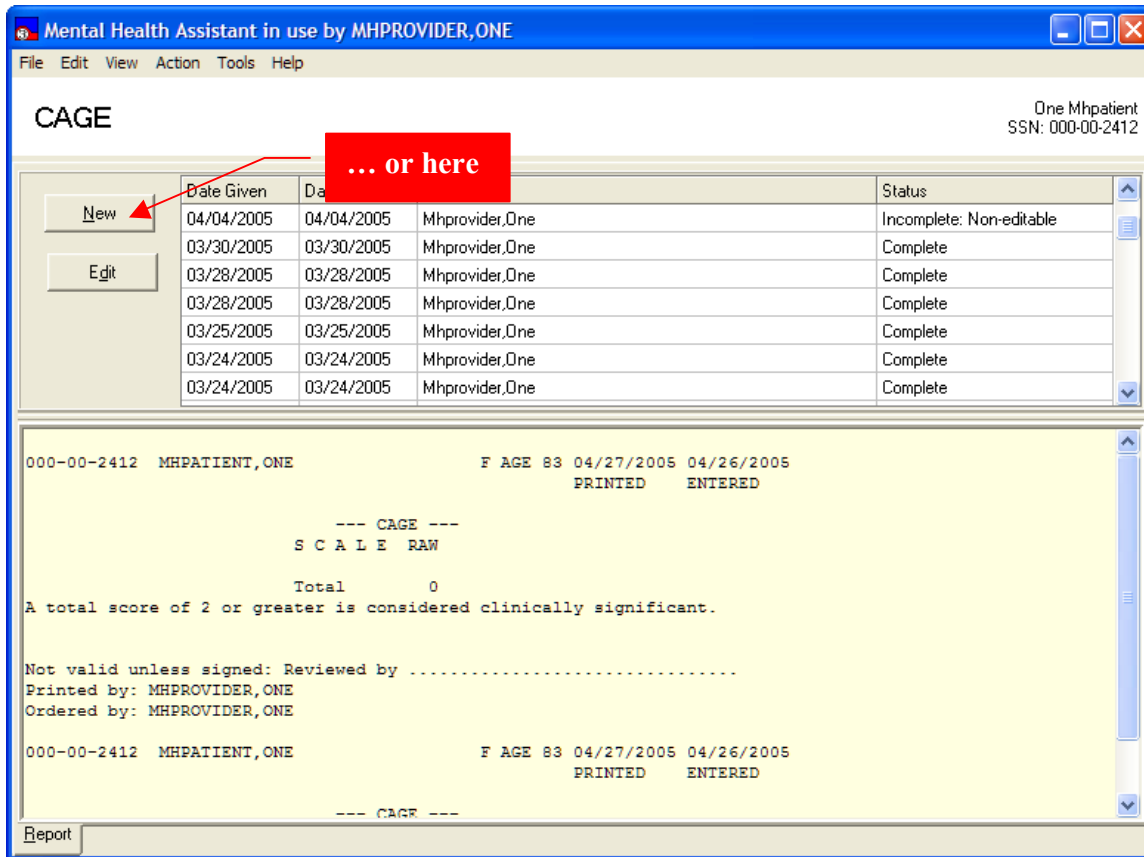 Mental Health Assistant in use by MHPROVIDER,ONE
File Edit View Action Tools Help
CAGE
One Mhpatient
SSN: 000-00-2412
… or here
New
Edit
Date Given Da Status
04/04/2005 04/04/2005 Mhprovider,One Incomplete: Non-editable
03/30/2005 03/30/2005 Mhprovider,One Complete
03/28/2005 03/28/2005 Mhprovider,One Complete
03/28/2005 03/28/2005 Mhprovider,One Complete
03/25/2005 03/25/2005 Mhprovider,One Complete
03/24/2005 03/24/2005 Mhprovider,One Complete
03/24/2005 03/24/2005 Mhprovider,One Complete
000-00-2412 MHPATIENT,ONE F AGE 83 04/27/2005 04/26/2005
PRINTED ENTERED
--- CAGE ---
S C A L E RAW
Total 0
A total score of 2 or greater is considered clinically significant.
Not valid unless signed: Reviewed by ................................
Printed by: MHPROVIDER,ONE
Ordered by: MHPROVIDER,ONE
000-00-2412 MHPATIENT,ONE F AGE 83 04/27/2005 04/26/2005
PRINTED ENTERED
--- CAGE ---
Report